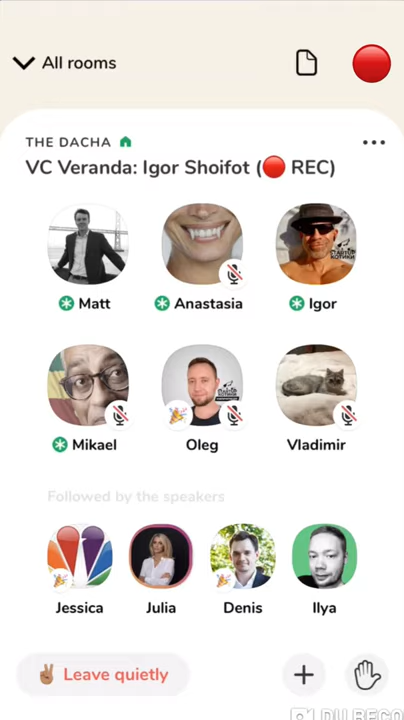 All rooms
THE DACHA
VC Veranda: Igor Shoifot (🔴 REC)
Matt
Anastasia
Igor
Mikael
Oleg
Vladimir
Followed by the speakers
Jessica
Julia
Denis
Ilya
✌🏽 Leave quietly